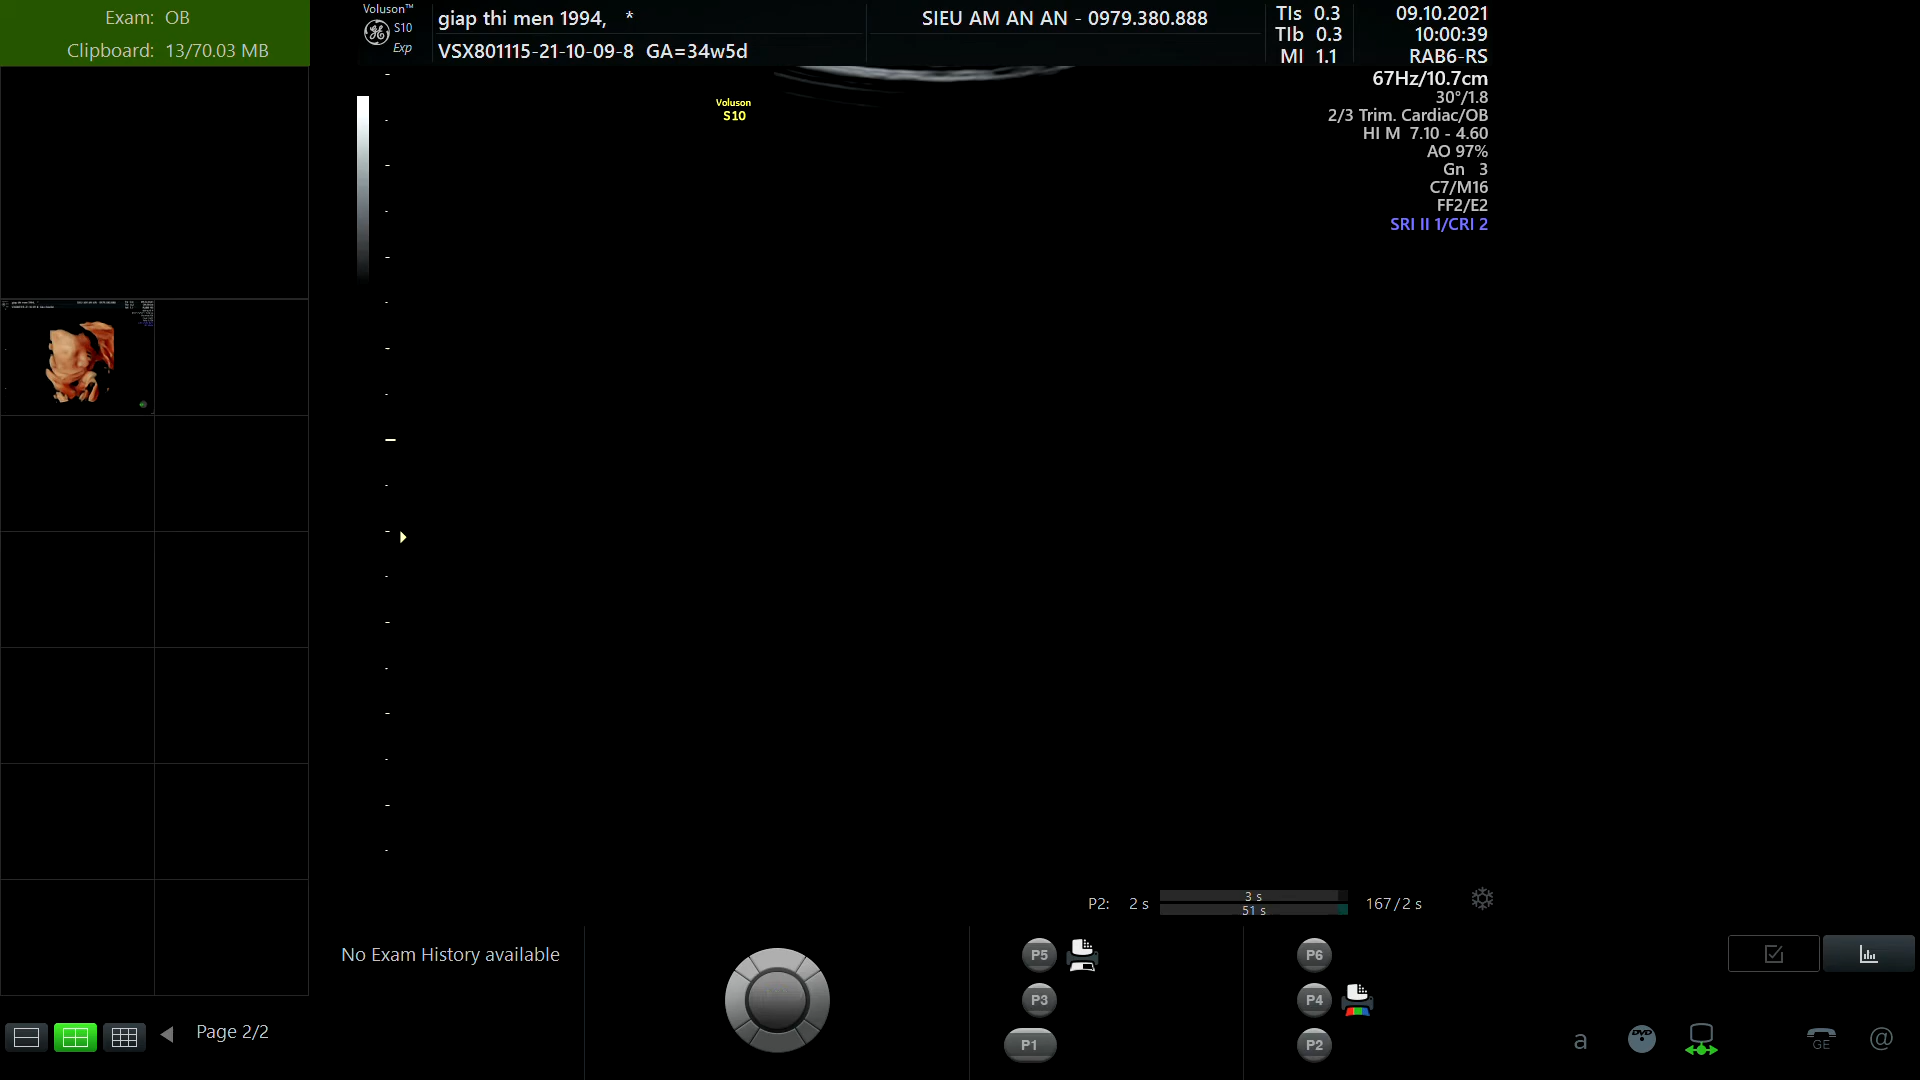 Exam: OB
Clipboard: 13/70.03 MB
Voluson™
S10
Exp
giap thi men 1994, *
VSX801115-21-10-09-8 GA=34w5d
SIEU AM AN AN - 0979.380.888
TIs 0.3
TIb 0.3
MI 1.1
09.10.2021
10:00:39
RAB6-RS
67Hz/10.7cm
30°/1.8
2/3 Trim. Cardiac/OB
HI M 7.10 - 4.60
AO 97%
Gn 3
C7/M16
FF2/E2
SRI II 1/CRI 2
Voluson
S10
P2: 2 s
3 s
51 s
167/2 s
No Exam History available
P5
P3
P1
P6
P4
P2
Page 2/2
a
DVD
GE
@